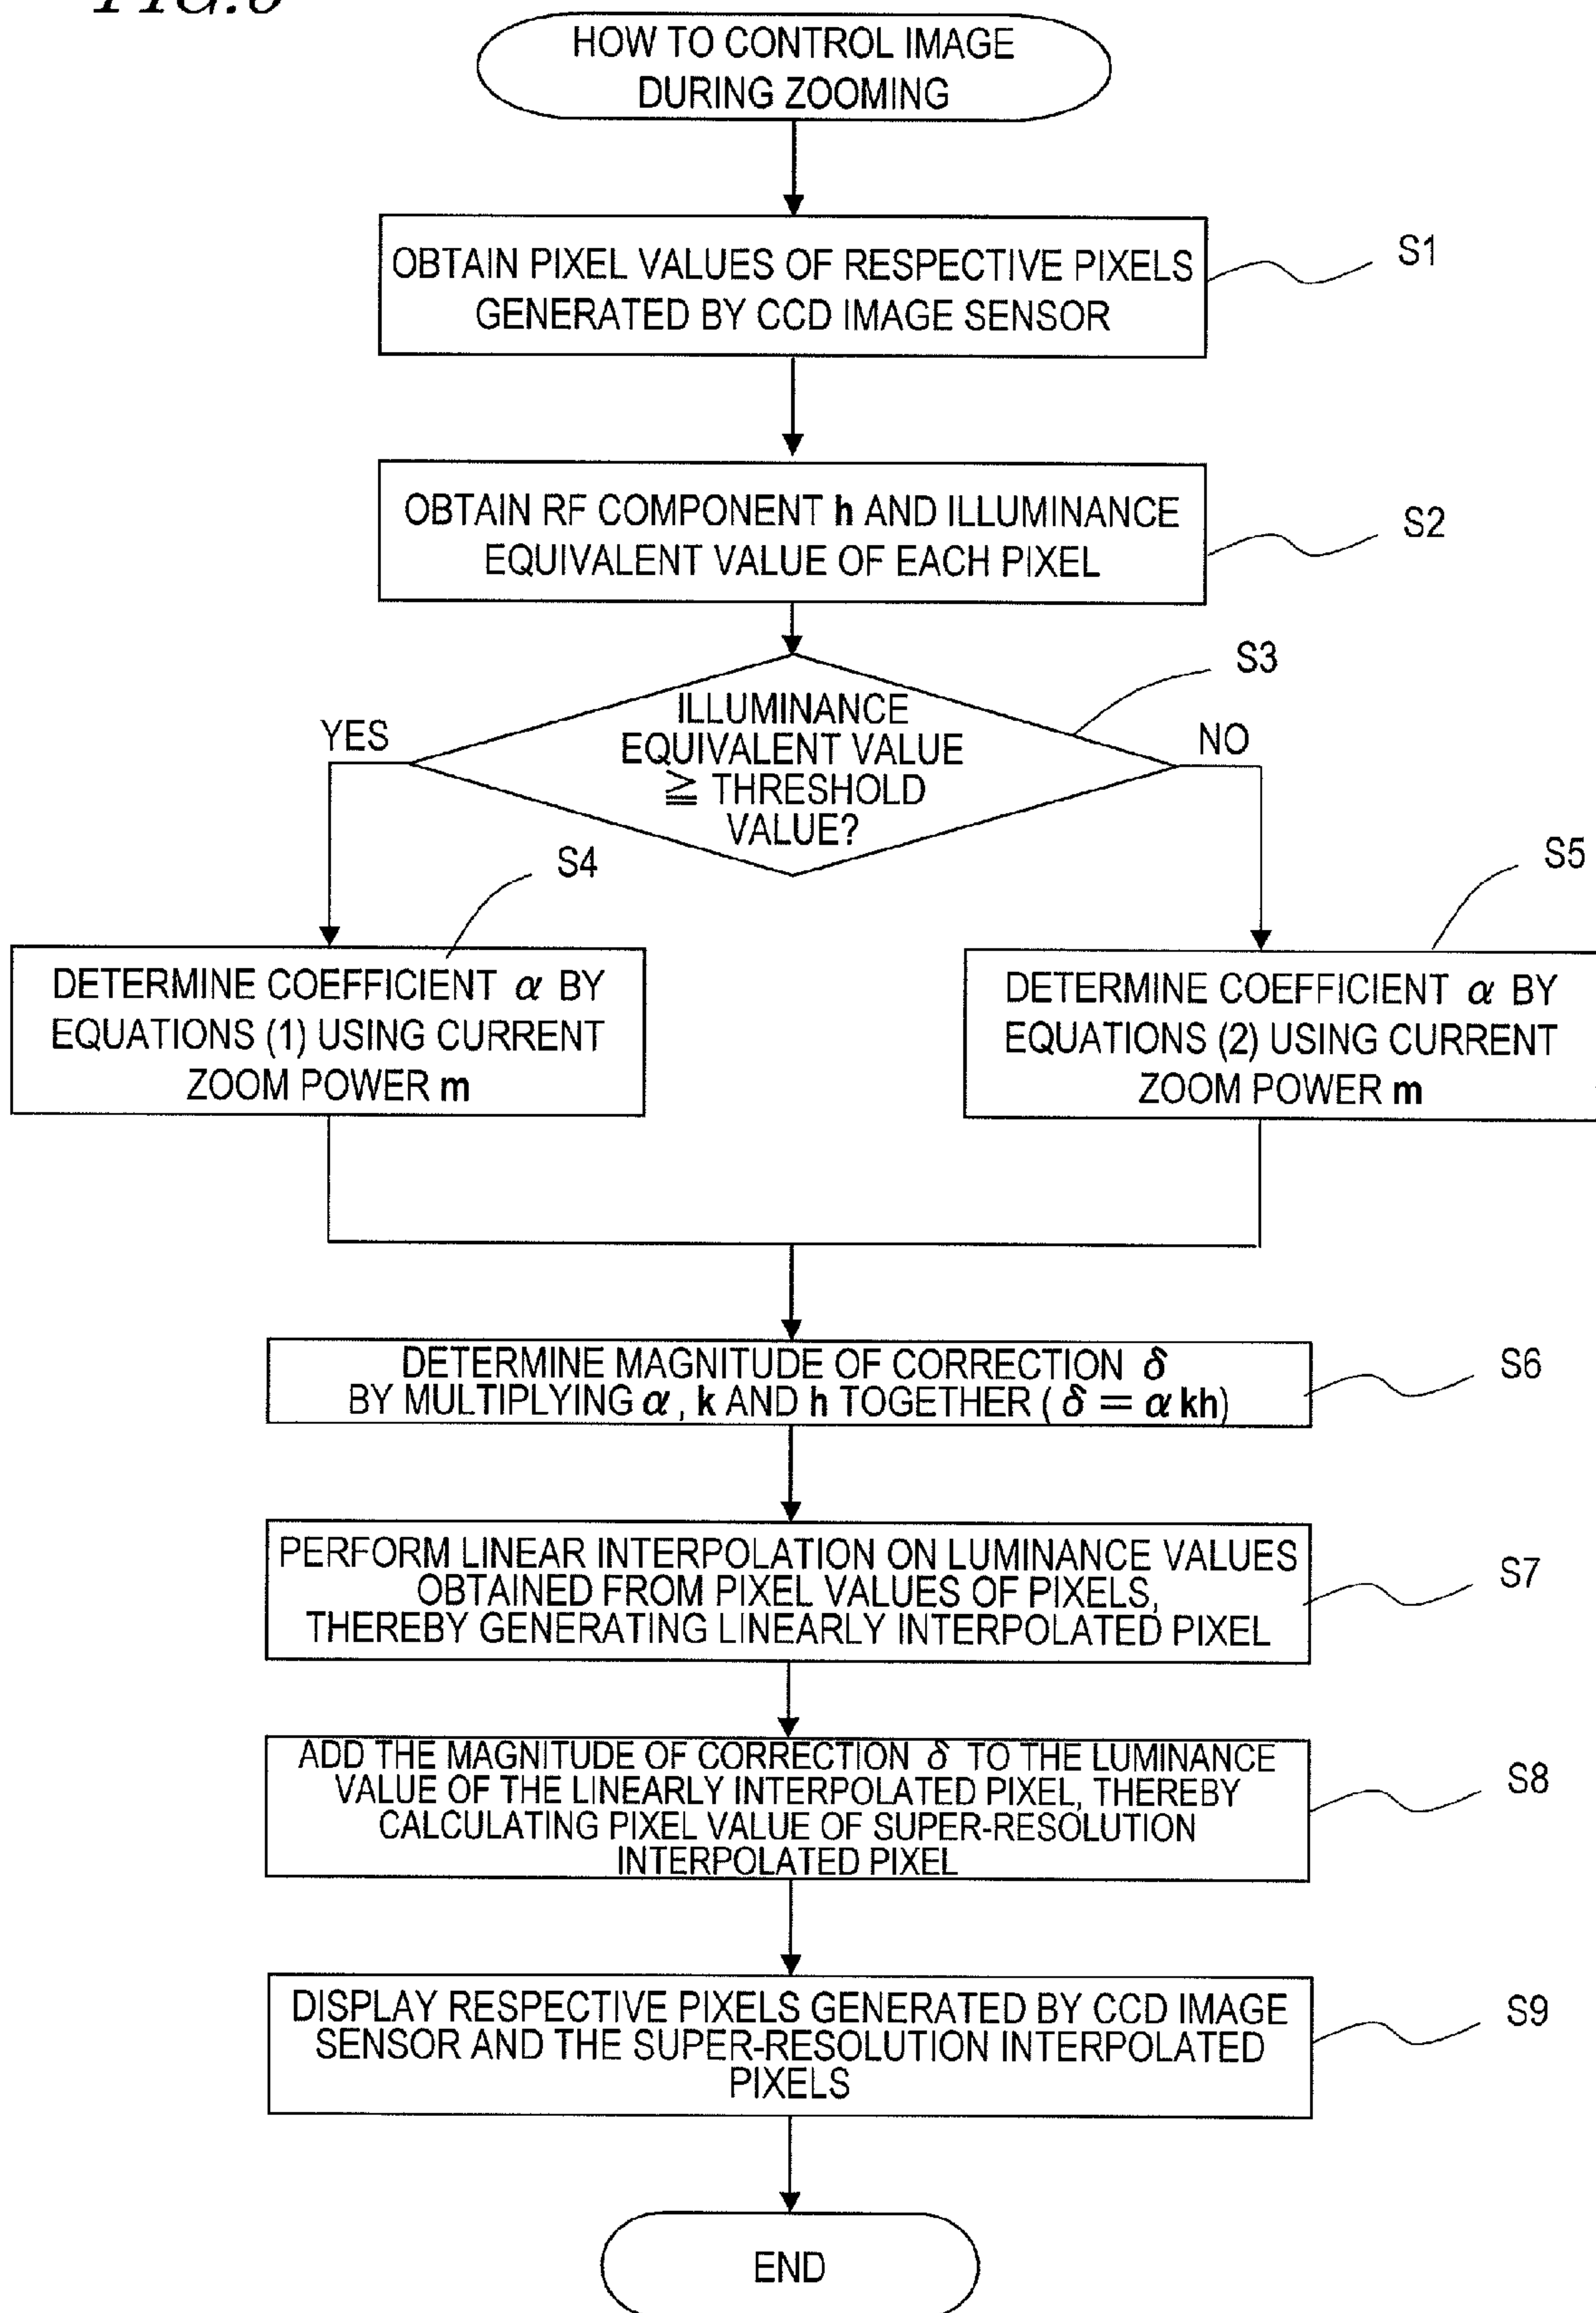 HOW TO CONTROL IMAGE
DURING ZOOMING
OBTAIN PIXEL VALUES OF RESPECTIVE PIXELS
GENERATED BY CCD IMAGE SENSOR
S1
OBTAIN RF COMPONENT h AND ILLUMINANCE
EQUIVALENT VALUE OF EACH PIXEL
S2
S3
ILLUMINANCE
EQUIVALENT VALUE
≧ THRESHOLD
VALUE?
YES
NO
S4
S5
DETERMINE COEFFICIENT α BY
EQUATIONS (1) USING CURRENT
ZOOM POWER m
DETERMINE COEFFICIENT α BY
EQUATIONS (2) USING CURRENT
ZOOM POWER m
DETERMINE MAGNITUDE OF CORRECTION δ
BY MULTIPLYING α, k AND h TOGETHER (δ = α kh)
S6
PERFORM LINEAR INTERPOLATION ON LUMINANCE VALUES
OBTAINED FROM PIXEL VALUES OF PIXELS,
THEREBY GENERATING LINEARLY INTERPOLATED PIXEL
S7
ADD THE MAGNITUDE OF CORRECTION δ TO THE LUMINANCE
VALUE OF THE LINEARLY INTERPOLATED PIXEL, THEREBY
CALCULATING PIXEL VALUE OF SUPER-RESOLUTION
INTERPOLATED PIXEL
S8
DISPLAY RESPECTIVE PIXELS GENERATED BY CCD IMAGE
SENSOR AND THE SUPER-RESOLUTION INTERPOLATED
PIXELS
S9
END